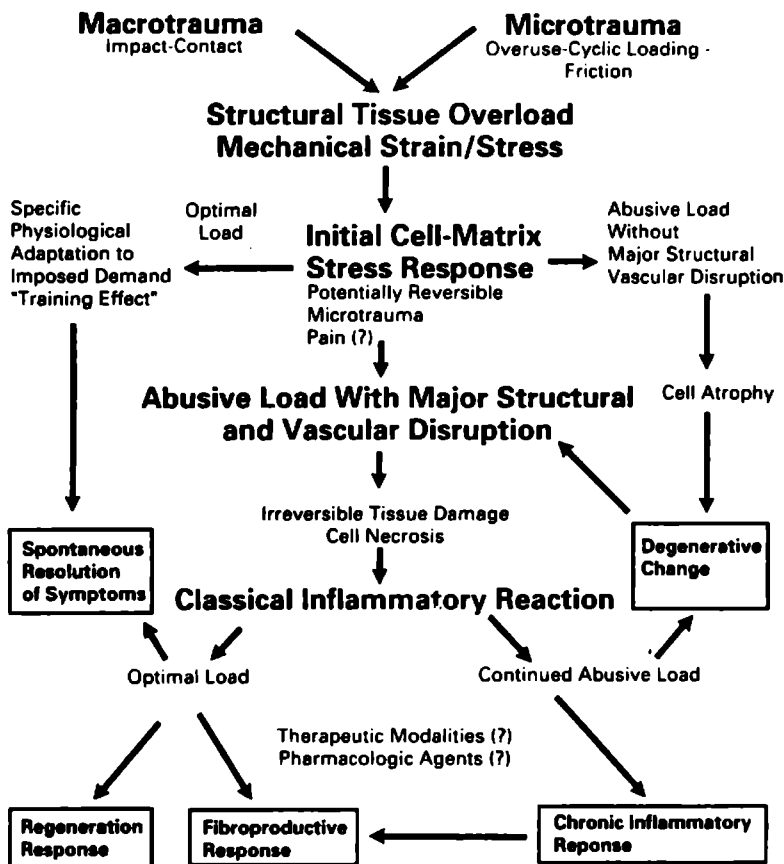 Macrotrauma
Impact-Contact
Microtrauma
Overuse-Cyclic Loading -
Friction
Structural Tissue Overload
Mechanical Strain/Stress
Specific
Physiological
Adaptation to
Imposed Demand
"Training Effect"
Optimal
Load
Initial Cell-Matrix
Stress Response
Potentially Reversible
Microtrauma
Pain (?)
Abusive Load
Without
Major Structural
Vascular Disruption
Abusive Load With Major Structural
and Vascular Disruption
Cell Atrophy
Irreversible Tissue Damage
Cell Necrosis
Spontaneous
Resolution
of Symptoms
Degenerative
Change
Classical Inflammatory Reaction
Optimal Load
Continued Abusive Load
Therapeutic Modalities (?)
Pharmacologic Agents (?)
Regeneration
Response
Fibroproductive
Response
Chronic Inflammatory
Reponse